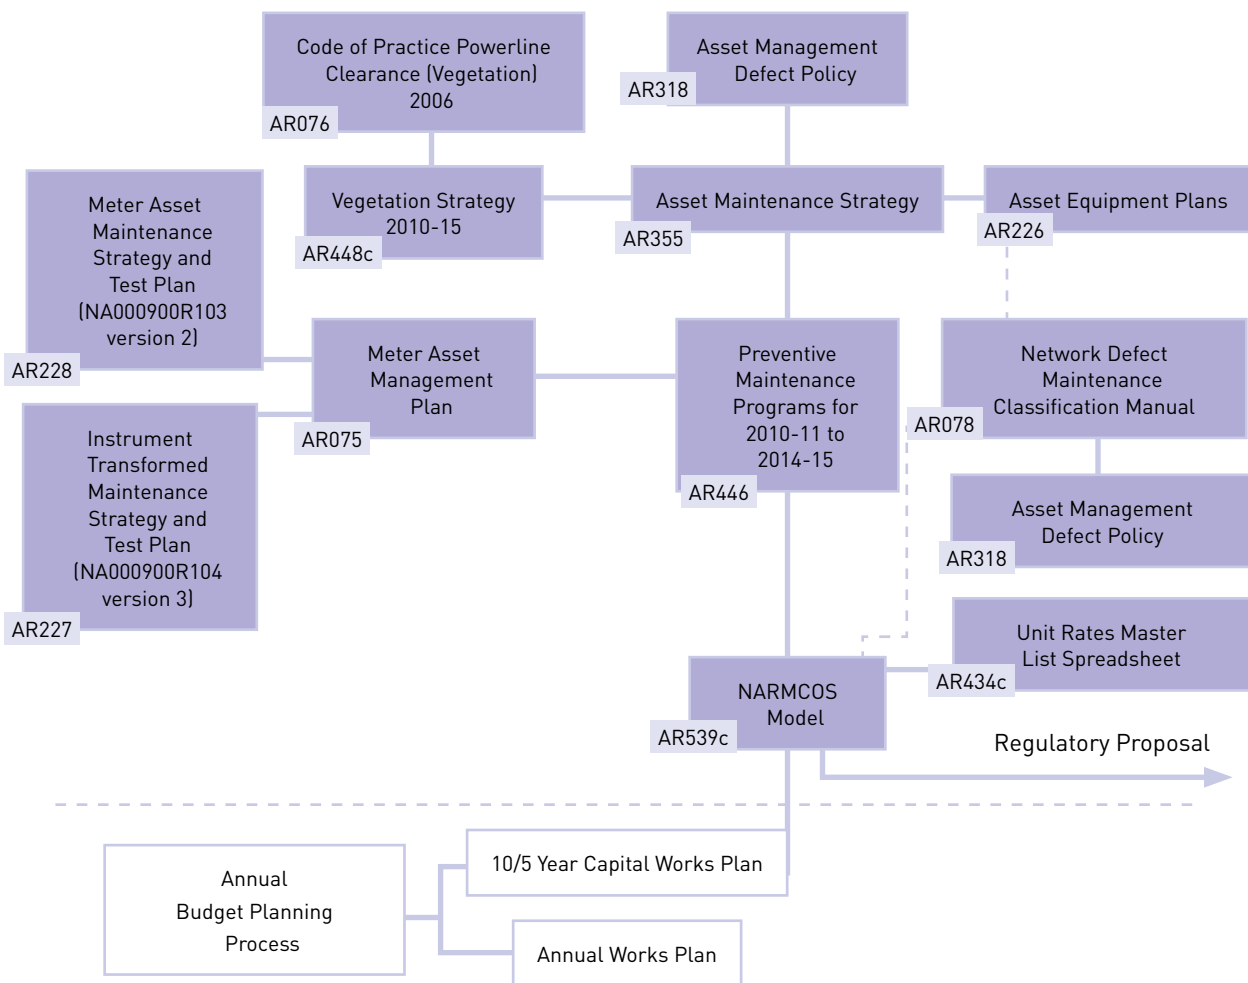 Code of Practice Powerline
Clearance (Vegetation)
2006
AR076
Asset Management
Defect Policy
AR318
Meter Asset
Maintenance
Strategy and
Test Plan
(NA000900R103
version 2)
AR228
Vegetation Strategy
2010-15
AR448c
Asset Maintenance Strategy
AR355
Asset Equipment Plans
AR226
Meter Asset
Management
Plan
AR075
Preventive
Maintenance
Programs for
2010-11 to
2014-15
AR446
Network Defect
Maintenance
Classification Manual
AR078
Instrument
Transformed
Maintenance
Strategy and
Test Plan
(NA000900R104
version 3)
AR227
Asset Management
Defect Policy
AR318
Unit Rates Master
List Spreadsheet
AR434c
NARMCOS
Model
AR539c
Regulatory Proposal
10/5 Year Capital Works Plan
Annual
Budget Planning
Process
Annual Works Plan